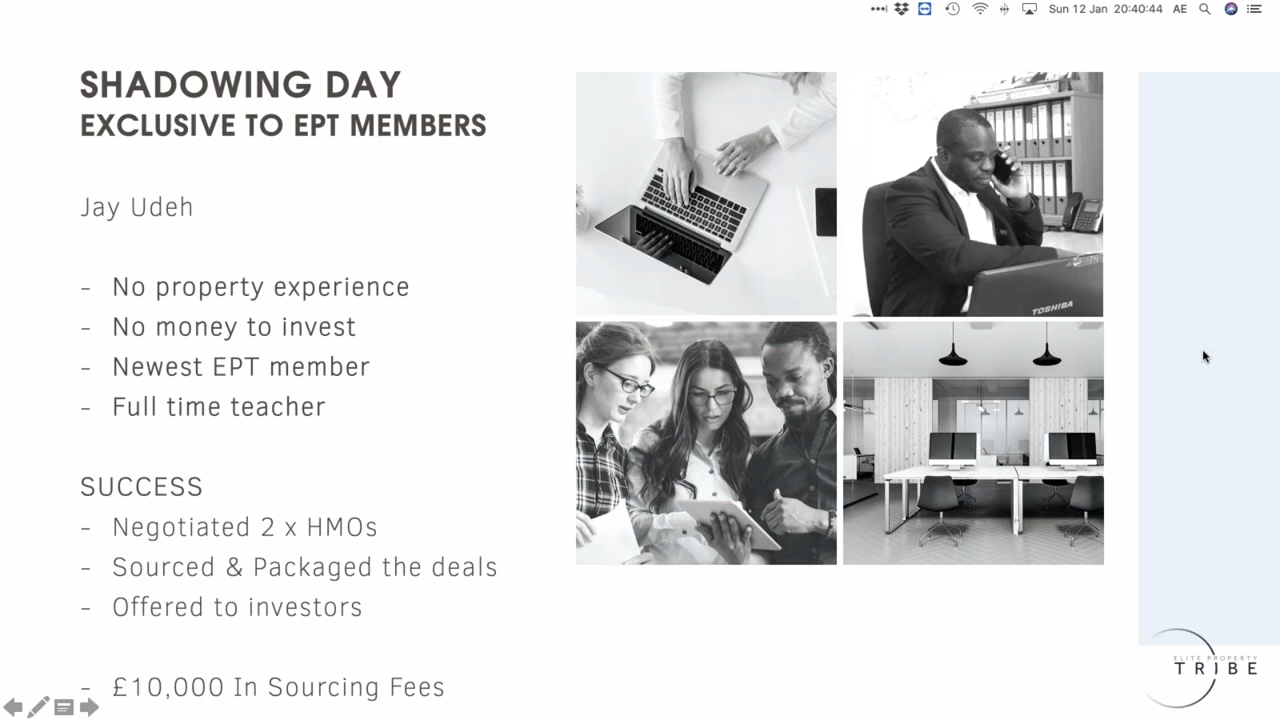 Sun 12 Jan 20:40:44 AE
SHADOWING DAY
EXCLUSIVE TO EPT MEMBERS
Jay Udeh
- No property experience
- No money to invest
- Newest EPT member
- Full time teacher
SUCCESS
- Negotiated 2 x HMOs
- Sourced & Packaged the deals
- Offered to investors
- £10,000 In Sourcing Fees
TOSHIBA
ELITE PROPERTY
TRIBE